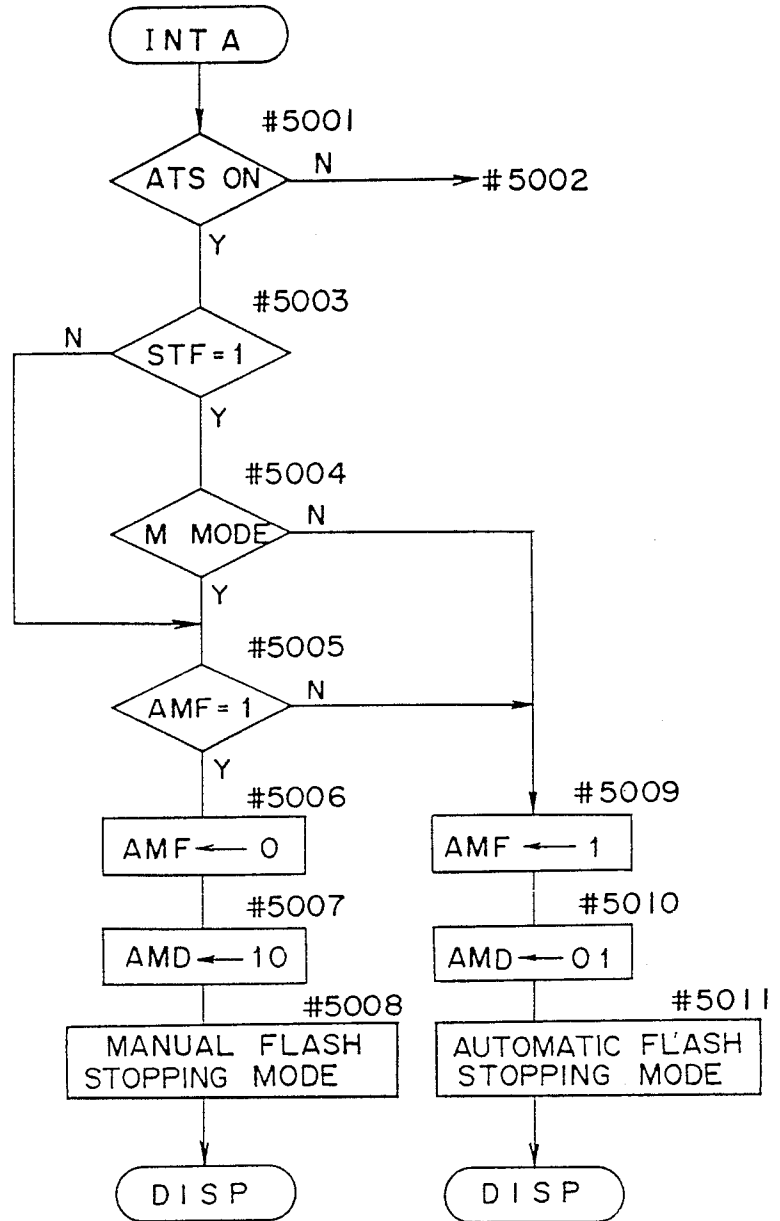 INT A
#5001
ATS ON
N
#5002
Y
#5003
N
STF=1
Y
#5004
M MODE
N
Y
#5005
AMF=1
N
Y
#5006
AMF ← 0
#5007
AMD ← 10
#5008
MANUAL FLASH
STOPPING MODE
DISP
#5009
AMF ← 1
#5010
AMD ← 01
#5011
AUTOMATIC FLASH
STOPPING MODE
DISP